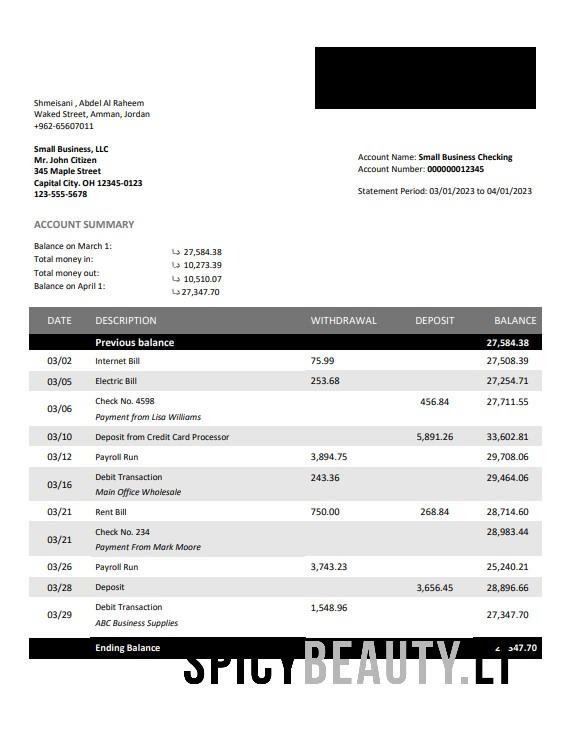 Shmeisani , Abdel Al Raheem
Waked Street, Amman, Jordan
+962-65607011
Small Business, LLC
Mr. John Citizen
345 Maple Street
Capital City. OH 12345-0123
123-555-5678
Account Name: Small Business Checking
Account Number: 000000012345
Statement Period: 03/01/2023 to 04/01/2023
ACCOUNT SUMMARY
Balance on March 1: د.ا 27,584.38
Total money in: د.ا 10,273.39
Total money out: د.ا 10,510.07
Balance on April 1: د.ا 27,347.70
DATE DESCRIPTION WITHDRAWAL DEPOSIT BALANCE
Previous balance 27,584.38
03/02 Internet Bill 75.99 27,508.39
03/05 Electric Bill 253.68 27,254.71
03/06 Check No. 4598 456.84 27,711.55
Payment from Lisa Williams
03/10 Deposit from Credit Card Processor 5,891.26 33,602.81
03/12 Payroll Run 3,894.75 29,708.06
03/16 Debit Transaction 243.36 29,464.06
Main Office Wholesale
03/21 Rent Bill 750.00 268.84 28,714.60
03/21 Check No. 234 28,983.44
Payment From Mark Moore
03/26 Payroll Run 3,743.23 25,240.21
03/28 Deposit 3,656.45 28,896.66
03/29 Debit Transaction 1,548.96 27,347.70
ABC Business Supplies
Ending Balance
SPICYBEAUTY.LT